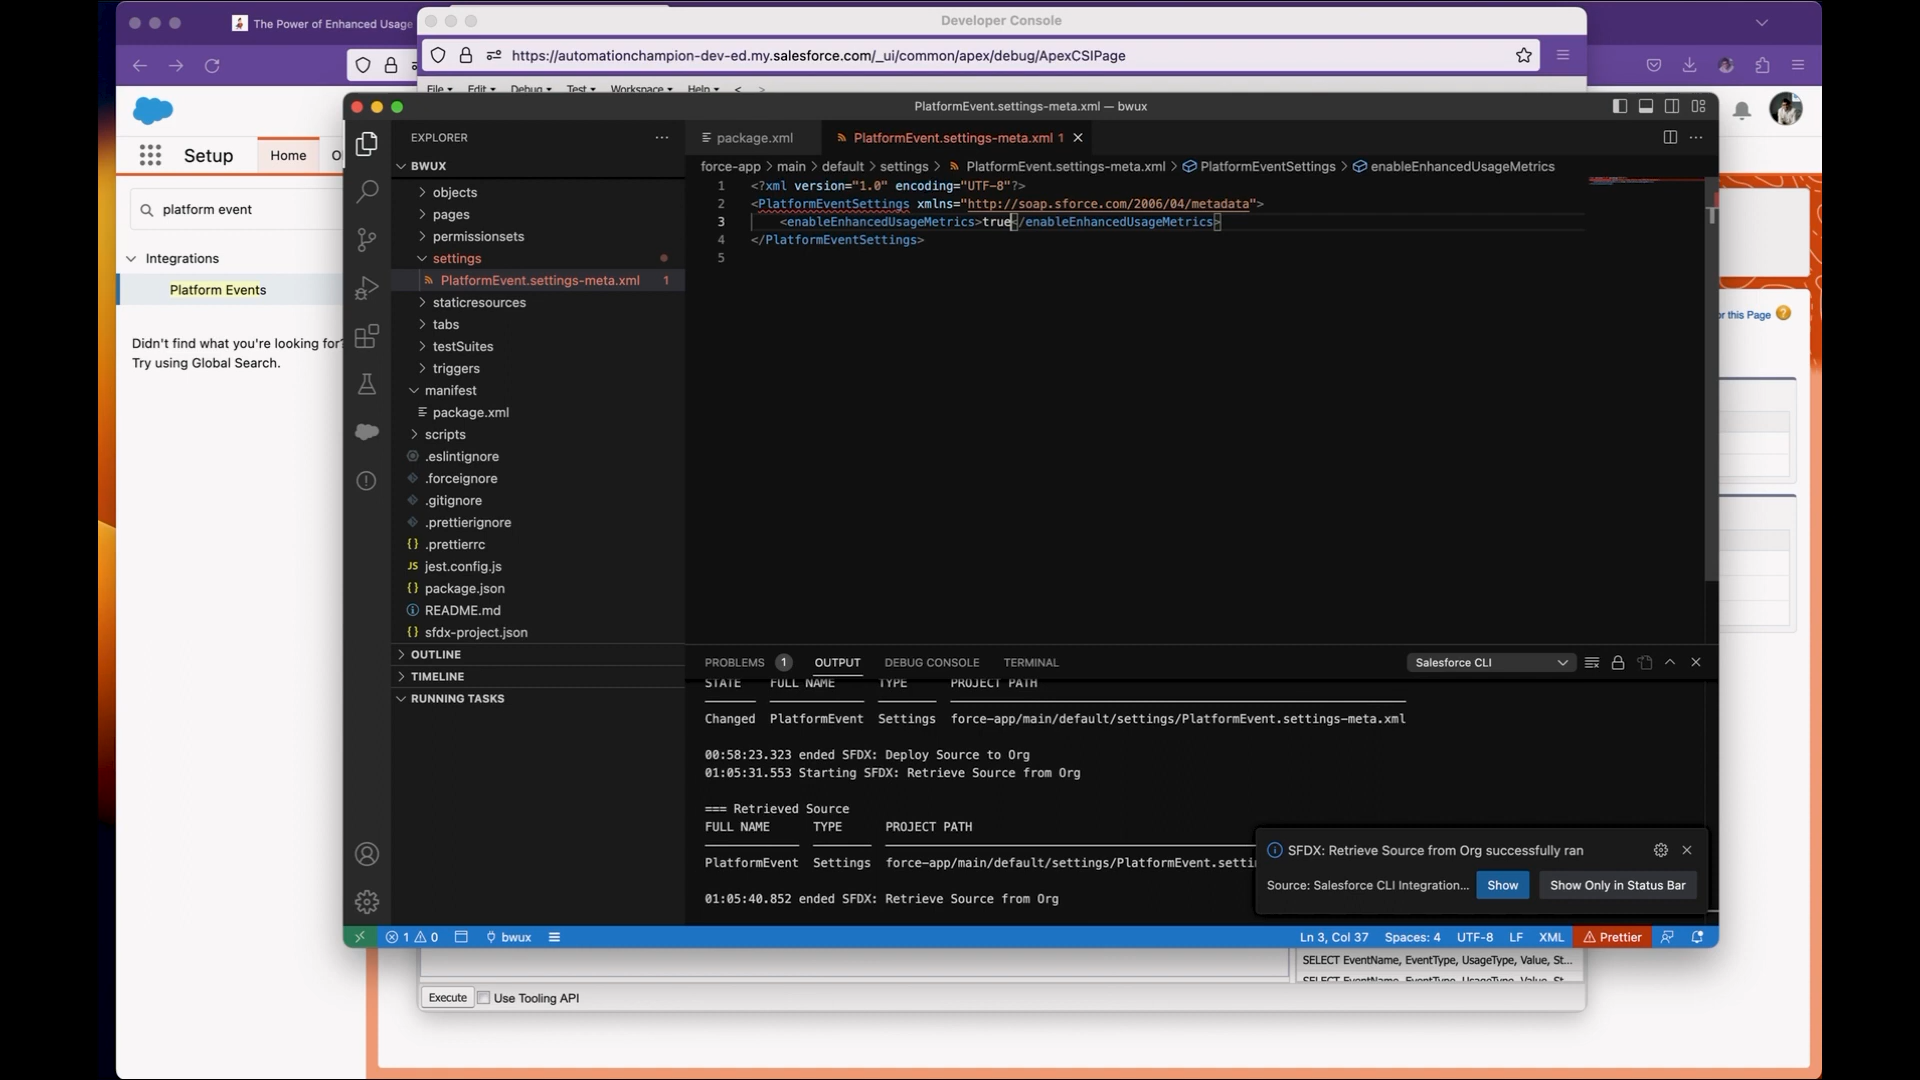 The Power of Enhanced Usage
Developer Console
https://automationchampion-dev-ed.my.salesforce.com/_ui/common/apex/debug/ApexCSIPage
File Edit Debug Test Workspace Help < >
PlatformEvent.settings-meta.xml — bwux
Setup
Home
O
platform event
Integrations
Platform Events
Didn't find what you're looking for?
Try using Global Search.
EXPLORER
BWUX
objects
pages
permissionsets
settings
PlatformEvent.settings-meta.xml 1
staticresources
tabs
testSuites
triggers
manifest
package.xml
scripts
.eslintignore
.forceignore
.gitignore
.prettierignore
{} .prettierrc
JS jest.config.js
{} package.json
README.md
{} sfdx-project.json
OUTLINE
TIMELINE
RUNNING TASKS
package.xml
PlatformEvent.settings-meta.xml 1
force-app > main > default > settings > PlatformEvent.settings-meta.xml > PlatformEventSettings > enableEnhancedUsageMetrics
1 <?xml version="1.0" encoding="UTF-8"?>
2 <PlatformEventSettings xmlns="http://soap.sforce.com/2006/04/metadata">
3 <enableEnhancedUsageMetrics>true</enableEnhancedUsageMetrics>
4 </PlatformEventSettings>
5
for this Page ?
PROBLEMS 1 OUTPUT DEBUG CONSOLE TERMINAL
Salesforce CLI
STATE FULL NAME TYPE PROJECT PATH
Changed PlatformEvent Settings force-app/main/default/settings/PlatformEvent.settings-meta.xml
00:58:23.323 ended SFDX: Deploy Source to Org
01:05:31.553 Starting SFDX: Retrieve Source from Org
=== Retrieved Source
FULL NAME TYPE PROJECT PATH
PlatformEvent Settings force-app/main/default/settings/PlatformEvent.setti
01:05:40.852 ended SFDX: Retrieve Source from Org
SFDX: Retrieve Source from Org successfully ran
Source: Salesforce CLI Integration...
Show
Show Only in Status Bar
1 0
bwux
Ln 3, Col 37
Spaces: 4
UTF-8
LF
XML
Prettier
SELECT EventName, EventType, UsageType, Value, St...
SELECT EventName, EventType, UsageType, Value, St...
Execute
Use Tooling API